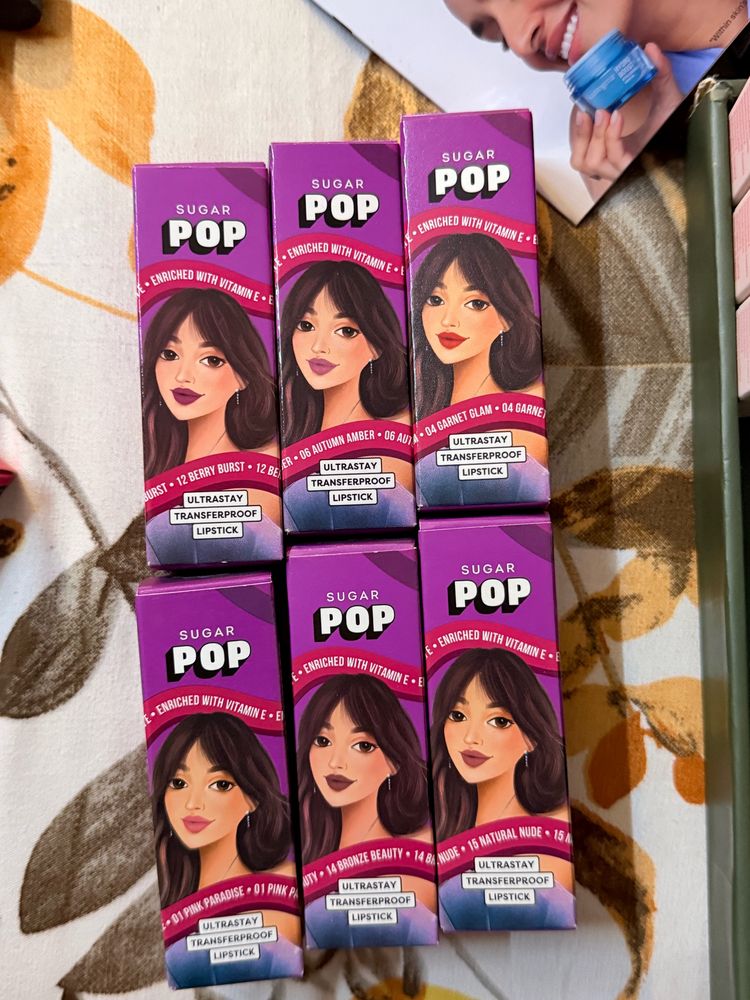 SUGAR
POP
E • ENRICHED WITH VITAMIN E • E
BURST • 12 BERRY BURST • 12 BE
ULTRASTAY
TRANSFERPROOF
LIPSTICK
SUGAR
POP
E • ENRICHED WITH VITAMIN E • E
ER • 06 AUTUMN AMBER • 06 AUT
ULTRASTAY
TRANSFERPROOF
LIPSTICK
SUGAR
POP
E • ENRICHED WITH VITAMIN E • E
M • 04 GARNET GLAM • 04 GARNET
ULTRASTAY
TRANSFERPROOF
LIPSTICK
SUGAR
POP
E • ENRICHED WITH VITAMIN E • E
E • 01 PINK PARADISE • 01 PINK P
ULTRASTAY
TRANSFERPROOF
LIPSTICK
SUGAR
POP
E • ENRICHED WITH VITAMIN E • E
UTY • 14 BRONZE BEAUTY • 14 B
ULTRASTAY
TRANSFERPROOF
LIPSTICK
SUGAR
POP
E • ENRICHED WITH VITAMIN E • E
NUDE • 15 NATURAL NUDE • 15 N
ULTRASTAY
TRANSFERPROOF
LIPSTICK
"Within skin